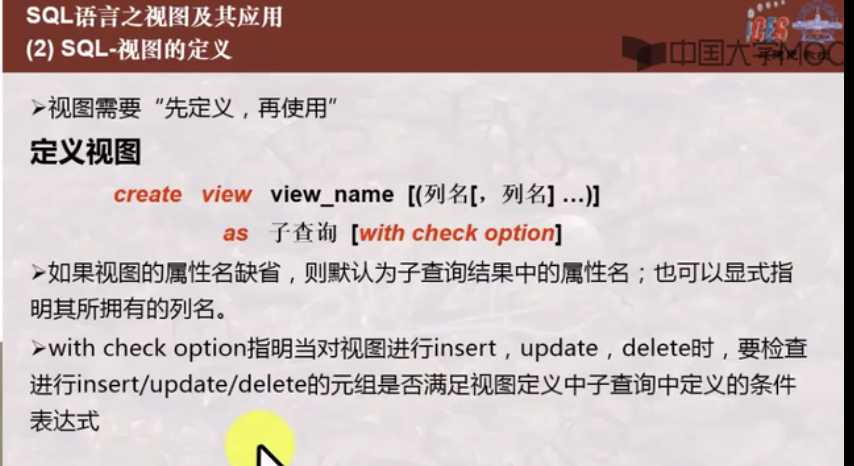 SQL语言之视图及其应用
(2) SQL-视图的定义
中国大学MOOC
➢视图需要“先定义，再使用”
定义视图
create view view_name [(列名[，列名] …)]
as 子查询 [with check option]
➢如果视图的属性名缺省，则默认为子查询结果中的属性名；也可以显式指
明其所拥有的列名。
➢with check option指明当对视图进行insert，update，delete时，要检查
进行insert/update/delete的元组是否满足视图定义中子查询中定义的条件
表达式